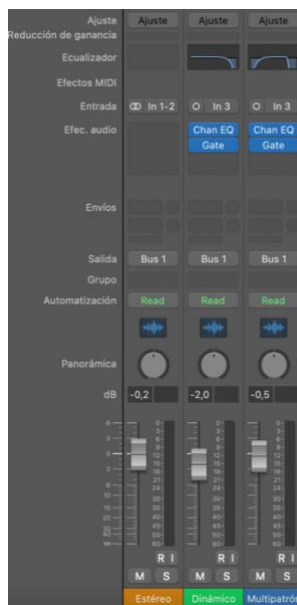 Ajuste Ajuste Ajuste Ajuste
Reducción de ganancia
Ecualizador
Efectos MIDI
Entrada In 1-2 In 3 In 3
Efec. audio Chan EQ Chan EQ
Gate Gate
Envíos
Salida Bus 1 Bus 1 Bus 1
Grupo
Automatización Read Read Read
Panorámica
dB -0,2 -2,0 -0,5
R I R I R I
M S M S M S
Estéreo Dinámico Multipatrón